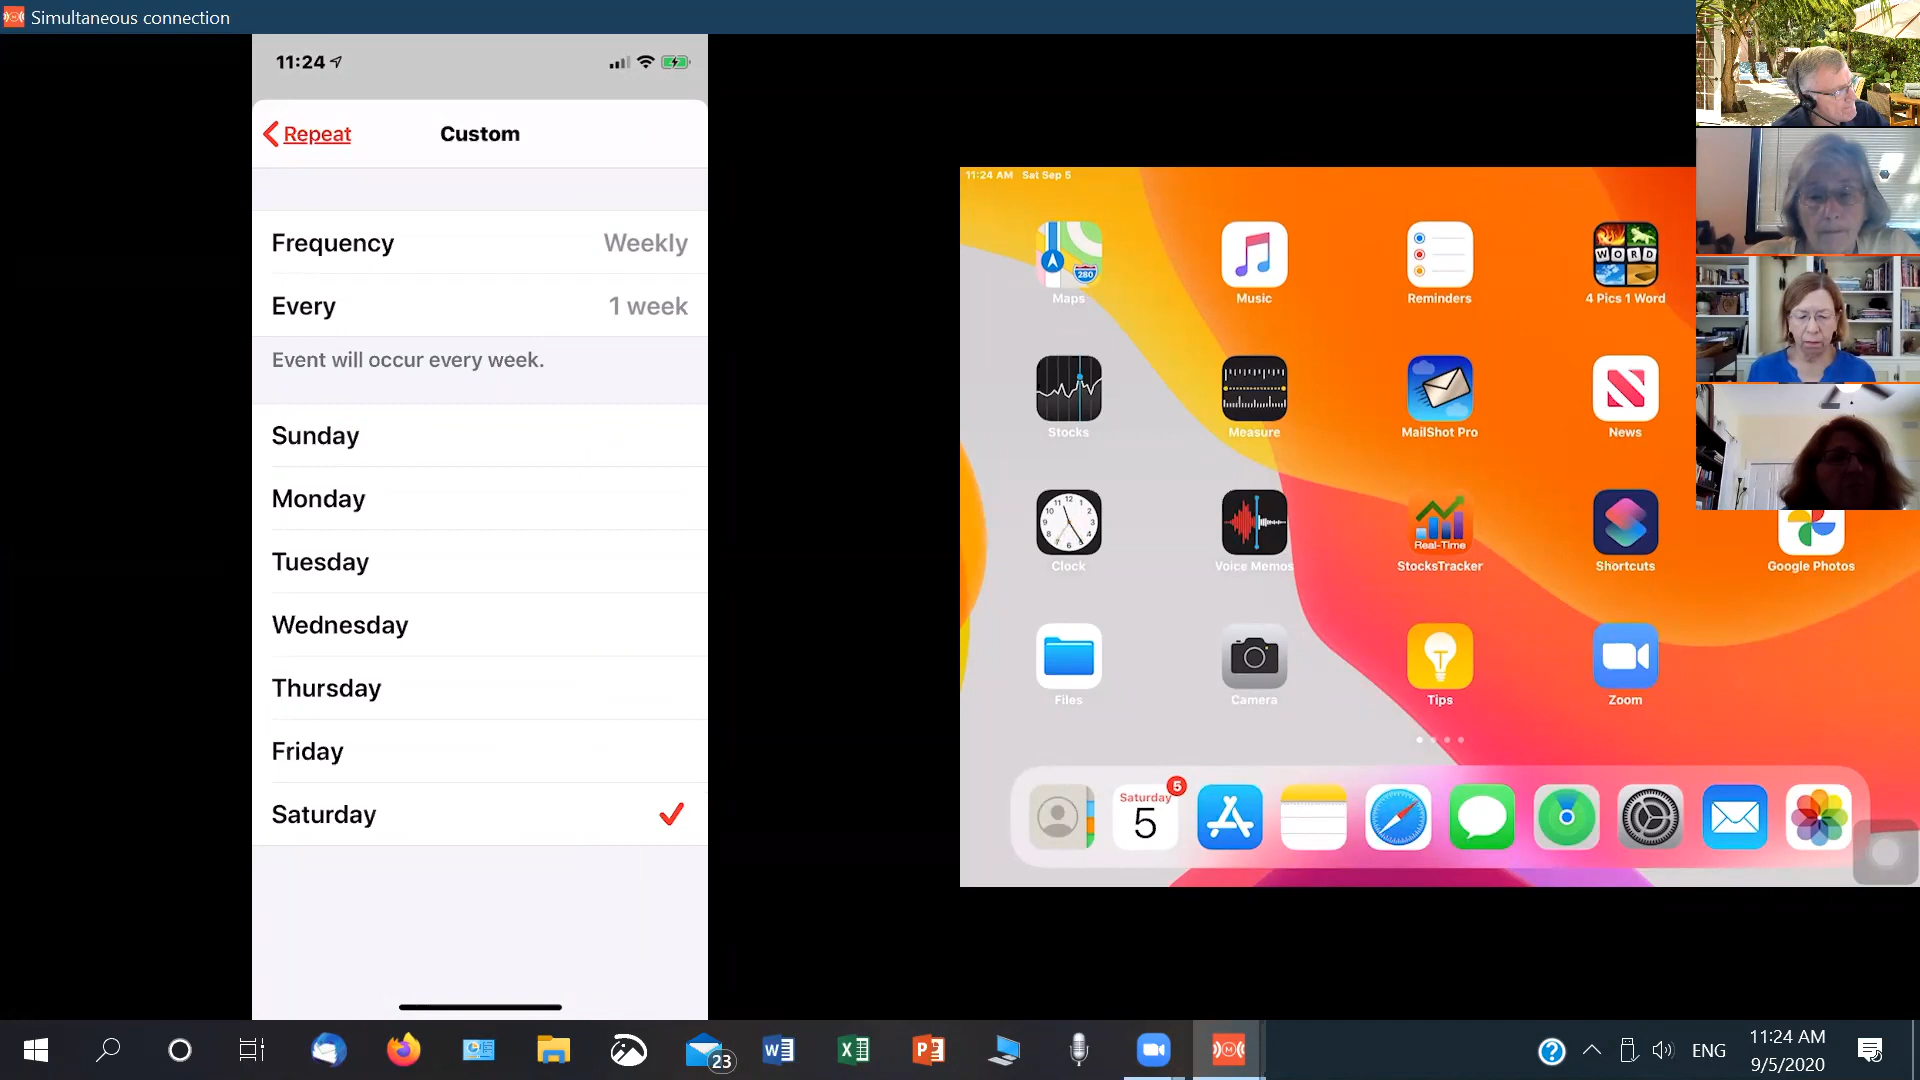 Simultaneous connection
11:24
Repeat
Custom
Frequency
Weekly
Every
1 week
Event will occur every week.
Sunday
Monday
Tuesday
Wednesday
Thursday
Friday
Saturday
11:24 AM Sat Sep 5
280
WORD
Maps
Music
Reminders
4 Pics 1 Word
Stocks
Measure
MailShot Pro
News
Real-Time
Clock
Voice Memos
StocksTracker
Shortcuts
Google Photos
Files
Camera
Tips
Zoom
Saturday
5
5
23
ENG
11:24 AM
9/5/2020